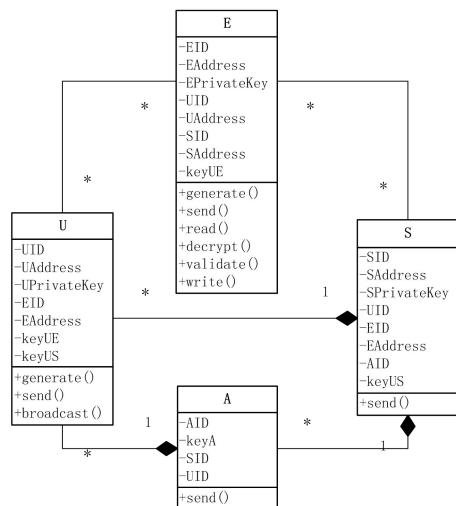 E
-EID
-EAddress
-EPrivateKey
-UID
-UAddress
-SID
-SAddress
-keyUE
+generate()
+send()
+read()
+decrypt()
+validate()
+write()
*
*
*
*
U
-UID
-UAddress
-UPrivateKey
-EID
-EAddress
-keyUE
-keyUS
+generate()
+send()
+broadcast()
S
-SID
-SAddress
-SPrivateKey
-UID
-EID
-EAddress
-AID
-keyUS
+send()
*
1
A
-AID
-keyA
-SID
-UID
+send()
1
*
*
1